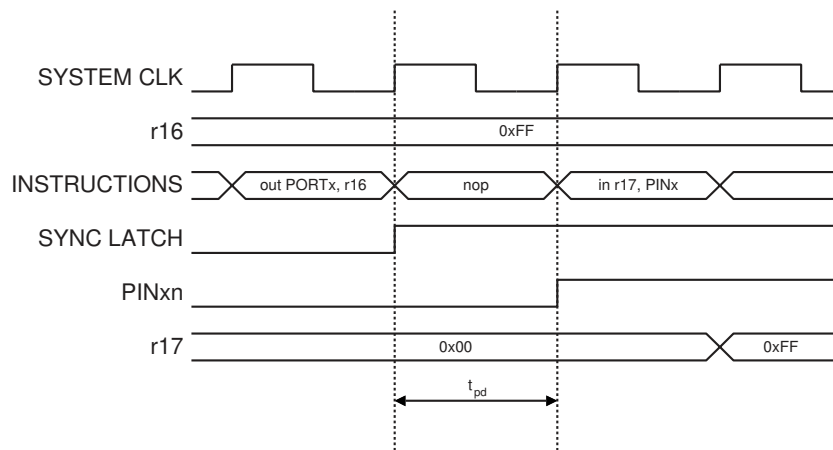 SYSTEM CLK
r16
0xFF
INSTRUCTIONS
out PORTx, r16
nop
in r17, PINx
SYNC LATCH
PINxn
r17
0x00
0xFF
tpd